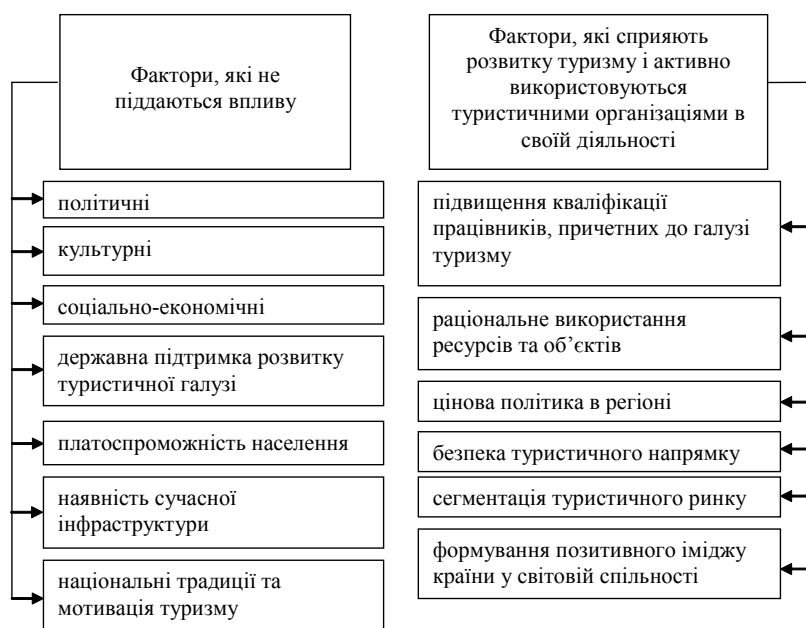 Фактори, які не
піддаються впливу
політичні
культурні
соціально-економічні
державна підтримка розвитку
туристичної галузі
платоспроможність населення
наявність сучасної
інфраструктури
національні традиції та
мотивація туризму
Фактори, які сприяють
розвитку туризму і активно
використовуються
туристичними організаціями в
своїй діяльності
підвищення кваліфікації
працівників, причетних до галузі
туризму
раціональне використання
ресурсів та об’єктів
цінова політика в регіоні
безпека туристичного напрямку
сегментація туристичного ринку
формування позитивного іміджу
країни у світовій спільності